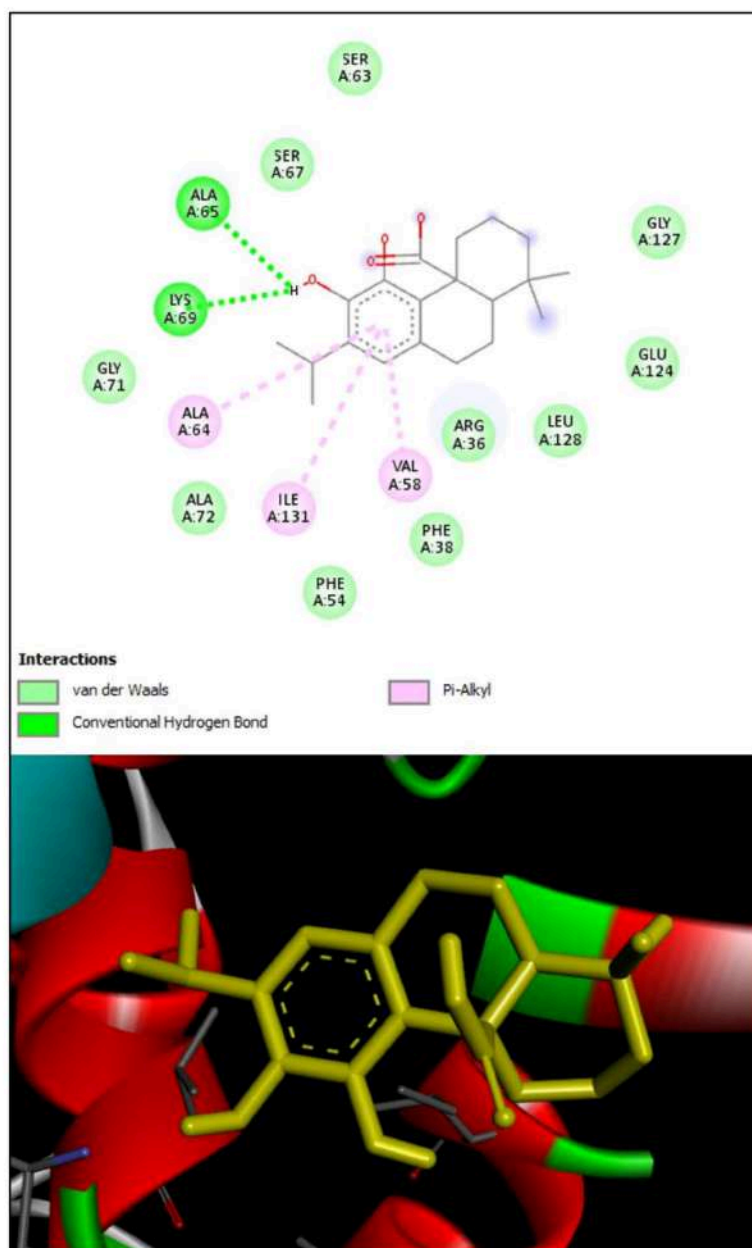 SER
A:63
SER
A:67
ALA
A:65
GLY
A:127
LYS
A:69
H
O
O
O
O
GLY
A:71
GLU
A:124
ALA
A:64
ARG
A:36
LEU
A:128
VAL
A:58
ALA
A:72
ILE
A:131
PHE
A:38
PHE
A:54
Interactions
van der Waals
Pi-Alkyl
Conventional Hydrogen Bond